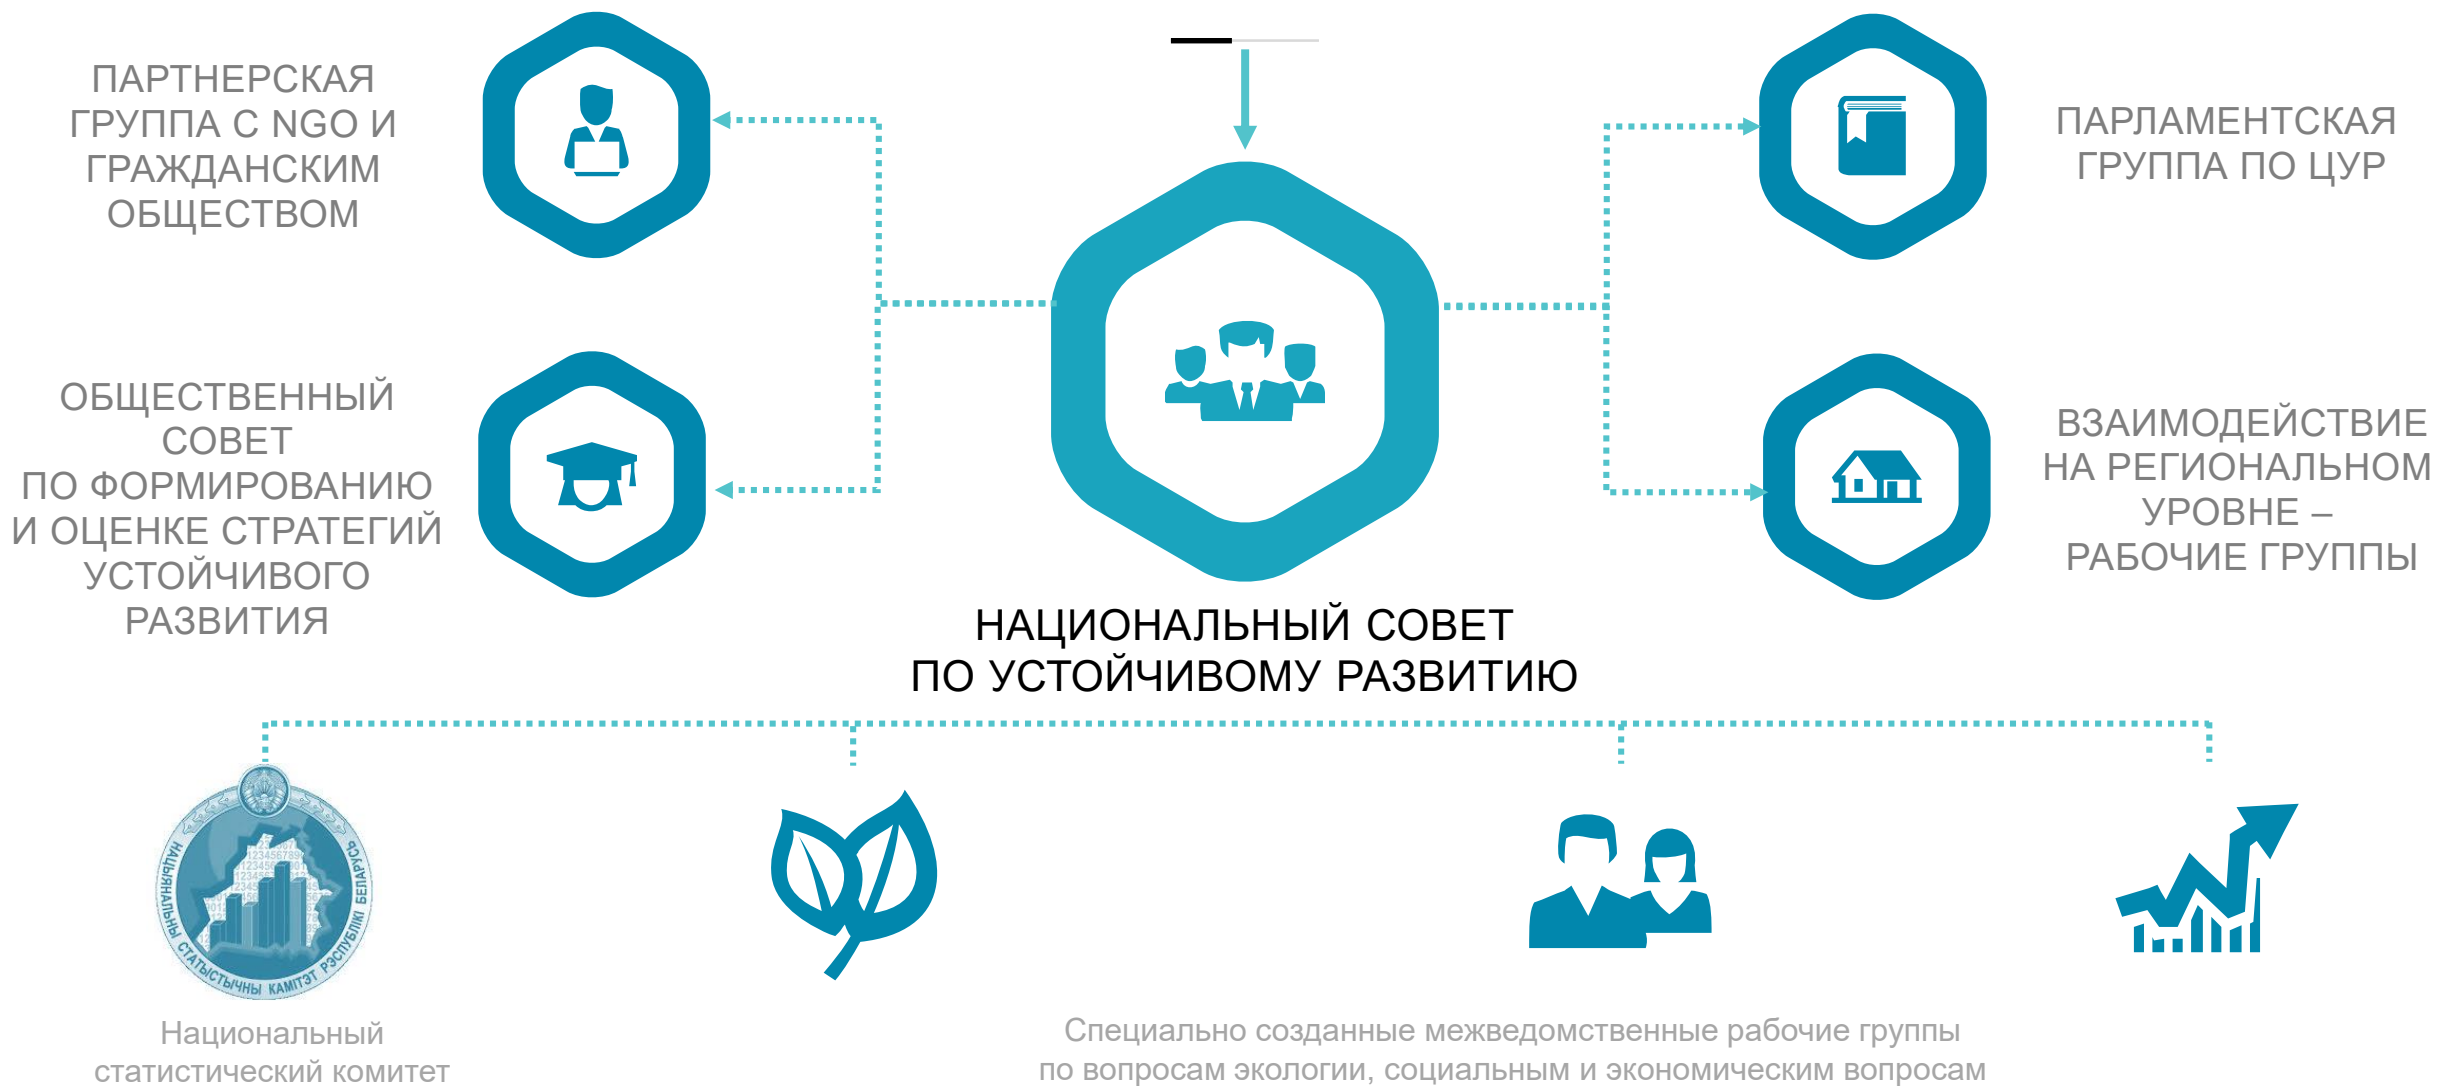 ПАРТНЕРСКАЯ
ГРУППА С NGO И
ГРАЖДАНСКИМ
ОБЩЕСТВОМ
ПАРЛАМЕНТСКАЯ
ГРУППА ПО ЦУР
ОБЩЕСТВЕННЫЙ
СОВЕТ
ПО ФОРМИРОВАНИЮ
И ОЦЕНКЕ СТРАТЕГИЙ
УСТОЙЧИВОГО
РАЗВИТИЯ
ВЗАИМОДЕЙСТВИЕ
НА РЕГИОНАЛЬНОМ
УРОВНЕ –
РАБОЧИЕ ГРУППЫ
НАЦИОНАЛЬНЫЙ СОВЕТ
ПО УСТОЙЧИВОМУ РАЗВИТИЮ
НАЦЫЯНАЛЬНЫ СТАТЫСТЫЧНЫ КАМІТЭТ РЭСПУБЛІКІ БЕЛАРУСЬ
Национальный
статистический комитет
Специально созданные межведомственные рабочие группы
по вопросам экологии, социальным и экономическим вопросам